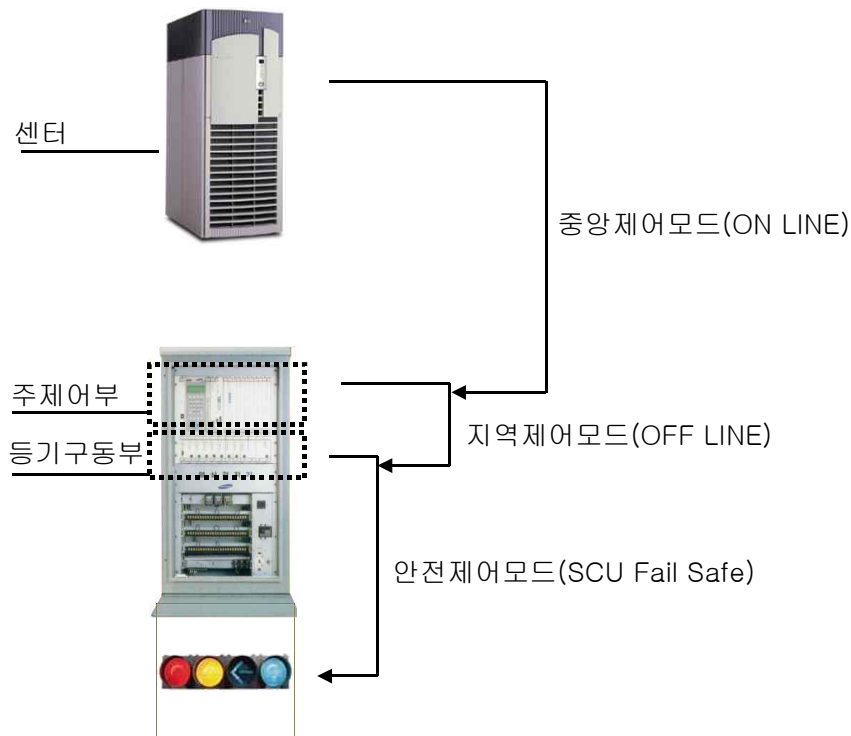 센터
중앙제어모드(ON LINE)
주제어부
지역제어모드(OFF LINE)
등기구동부
안전제어모드(SCU Fail Safe)